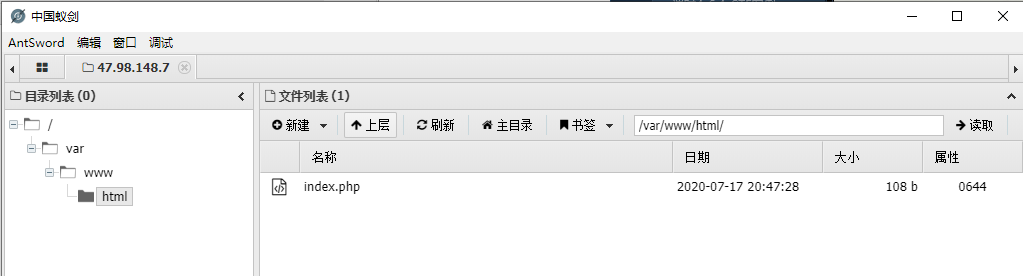 中国蚁剑
AntSword 编辑 窗口 调试
47.98.148.7
目录列表 (0)
文件列表 (1)
新建 上层 刷新 主目录 书签 /var/www/html/ 读取
名称 日期 大小 属性
/
var
www
html
index.php 2020-07-17 20:47:28 108 b 0644